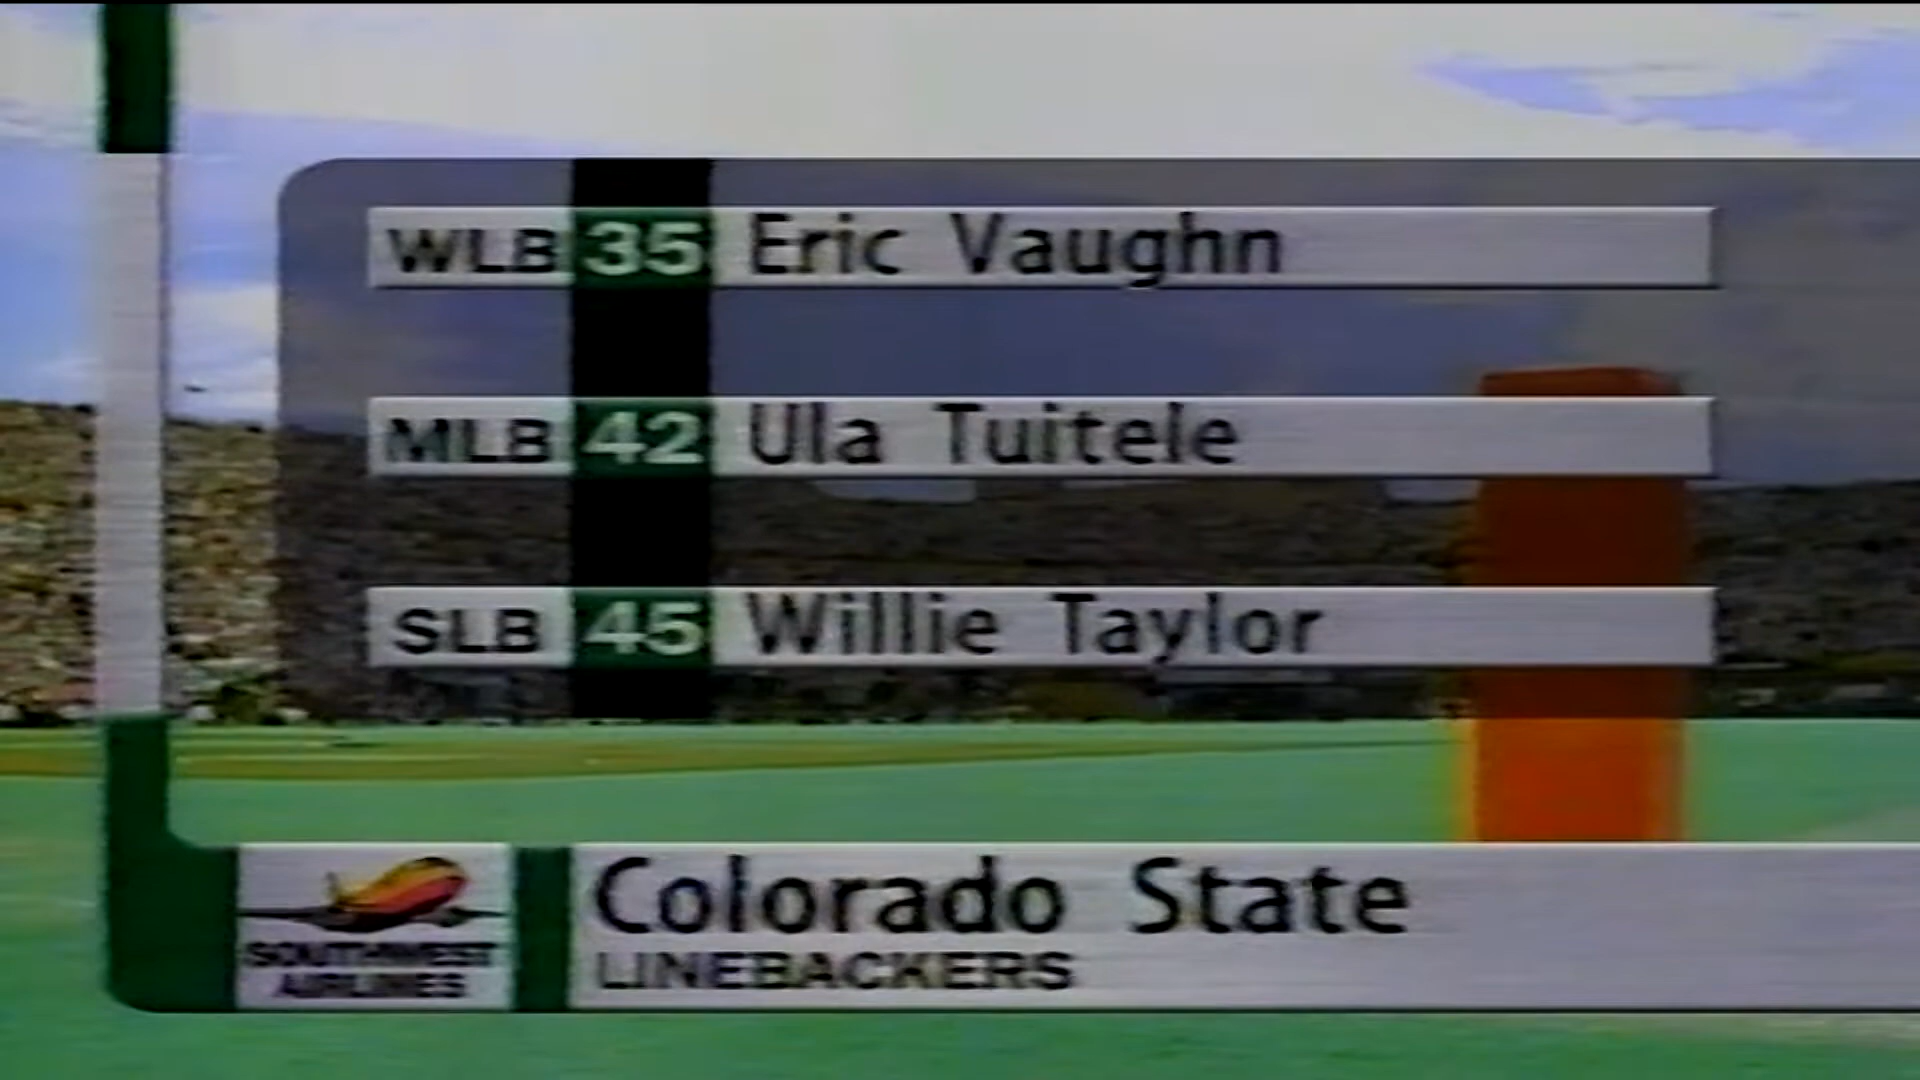 WLB 35 Eric Vaughn
MLB 42 Ula Tuitele
SLB 45 Willie Taylor
SOUTHWEST
AIRLINES
Colorado State
LINEBACKERS